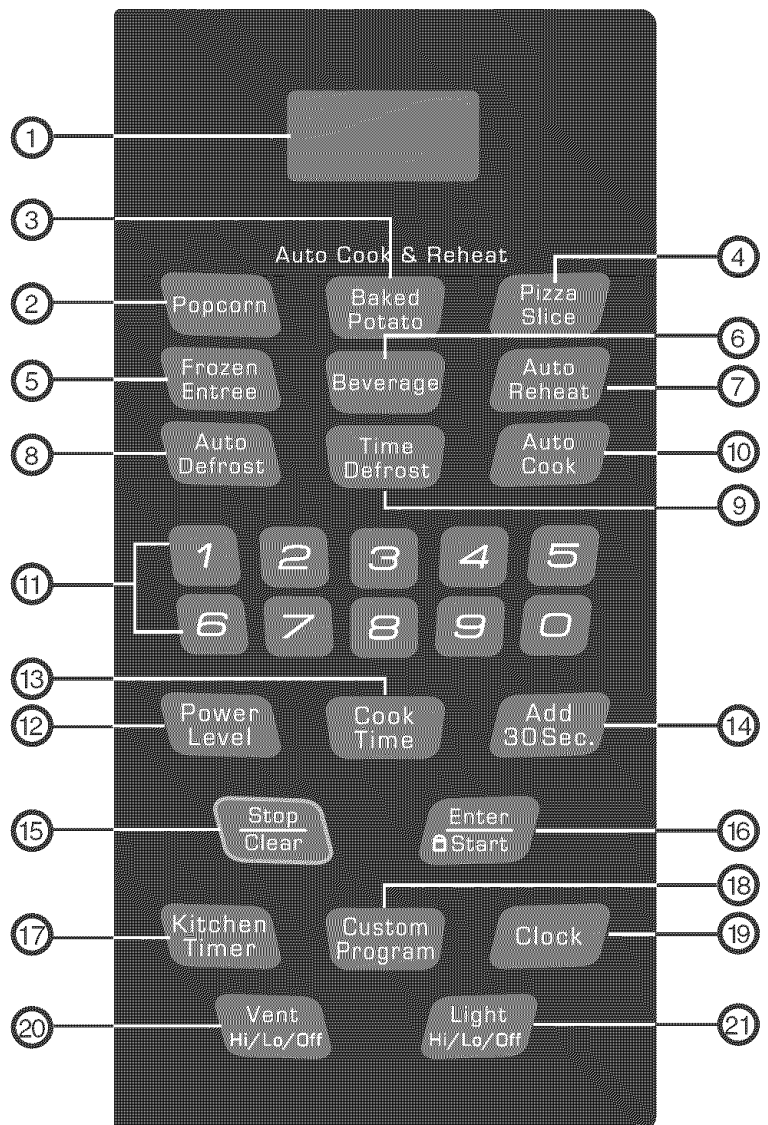 1
3
Auto Cook & Reheat
4
2
Popcorn
Baked
Potato
Pizza
Slice
6
5
Frozen
Entree
Beverage
Auto
Reheat
7
8
Auto
Defrost
Time
Defrost
Auto
Cook
10
9
11
1 2 3 4 5
6 7 8 9 0
13
12
Power
Level
Cook
Time
Add
30Sec.
14
15
Stop
Clear
Enter
Start
16
18
17
Kitchen
Timer
Custom
Program
Clock
19
20
Vent
Hi/Lo/Off
Light
Hi/Lo/Off
21